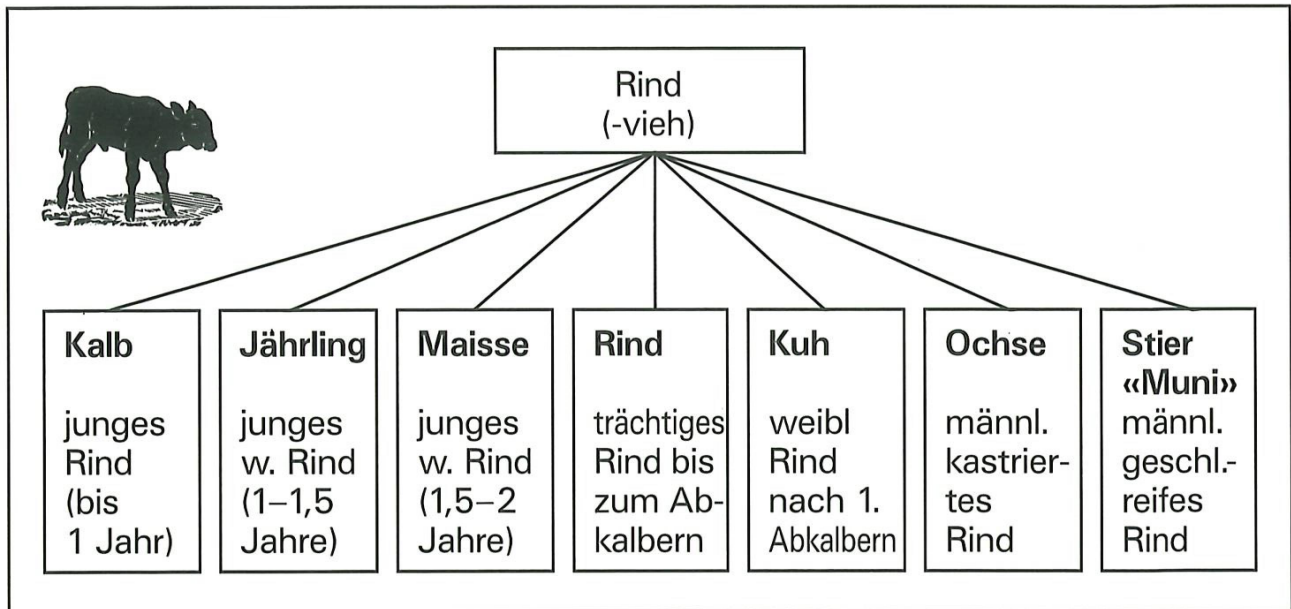 Rind
(-vieh)
Kalb
junges
Rind
(bis
1 Jahr)
Jährling
junges
w. Rind
(1–1,5
Jahre)
Maisse
junges
w. Rind
(1,5–2
Jahre)
Rind
trächtiges
Rind bis
zum Ab-
kalbern
Kuh
weibl
Rind
nach 1.
Abkalbern
Ochse
männl.
kastrier-
tes
Rind
Stier
«Muni»
männl.
geschl.-
reifes
Rind